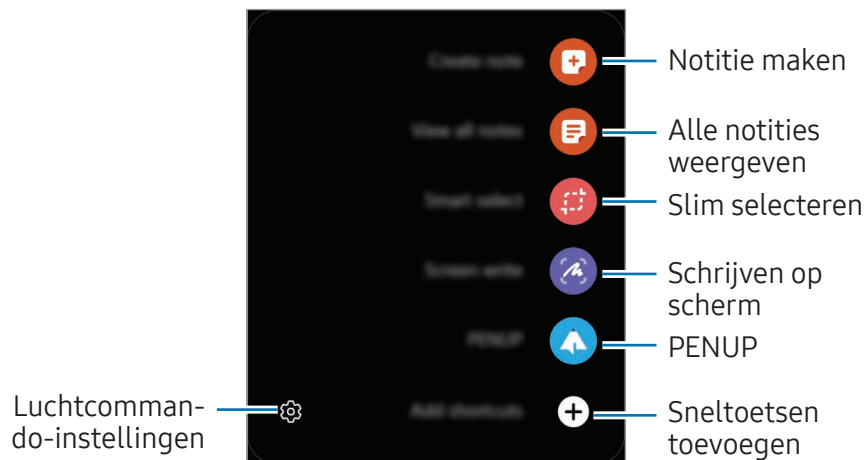 Create note
Notitie maken
View all notes
Alle notities
weergeven
Smart select
Slim selecteren
Screen write
Schrijven op
scherm
PENUP
PENUP
Luchtcomman-
do-instellingen
Add shortcuts
Sneltoetsen
toevoegen